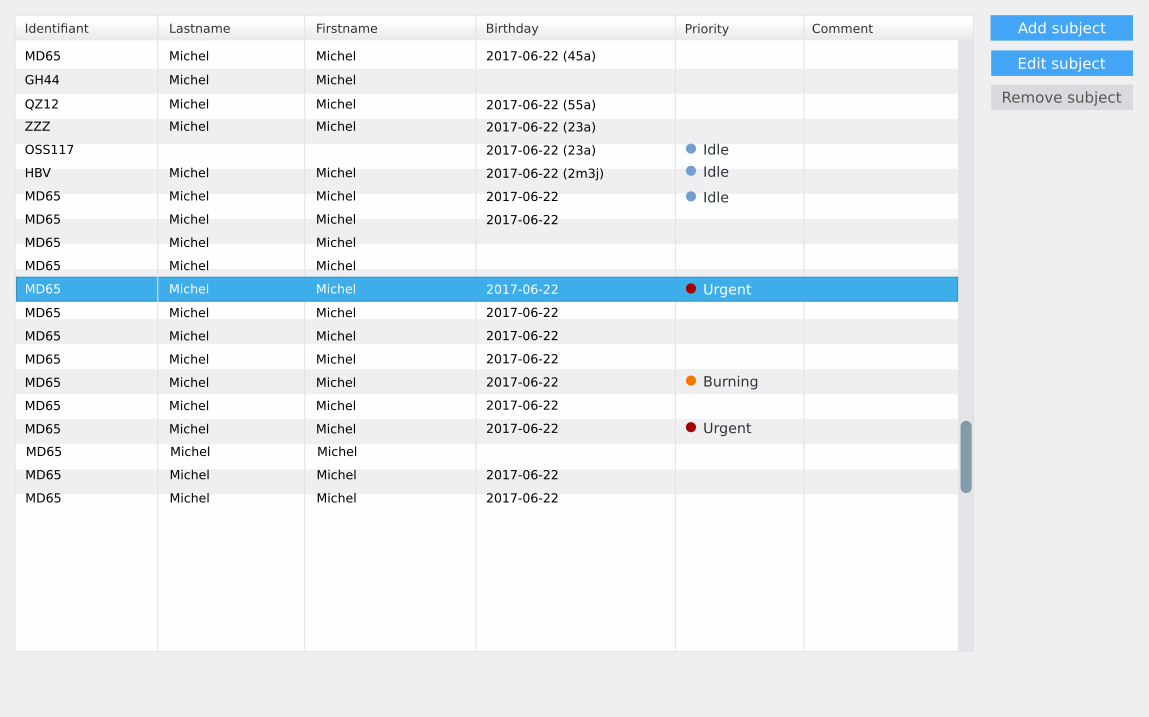 Identifiant Lastname Firstname Birthday Priority Comment
Add subject
MD65 Michel Michel 2017-06-22 (45a)
Edit subject
GH44 Michel Michel
QZ12 Michel Michel 2017-06-22 (55a)
Remove subject
ZZZ Michel Michel 2017-06-22 (23a)
OSS117 2017-06-22 (23a) Idle
HBV Michel Michel 2017-06-22 (2m3j) Idle
MD65 Michel Michel 2017-06-22 Idle
MD65 Michel Michel 2017-06-22
MD65 Michel Michel
MD65 Michel Michel
MD65 Michel Michel 2017-06-22 Urgent
MD65 Michel Michel 2017-06-22
MD65 Michel Michel 2017-06-22
MD65 Michel Michel 2017-06-22
MD65 Michel Michel 2017-06-22 Burning
MD65 Michel Michel 2017-06-22
MD65 Michel Michel 2017-06-22 Urgent
MD65 Michel Michel
MD65 Michel Michel 2017-06-22
MD65 Michel Michel 2017-06-22